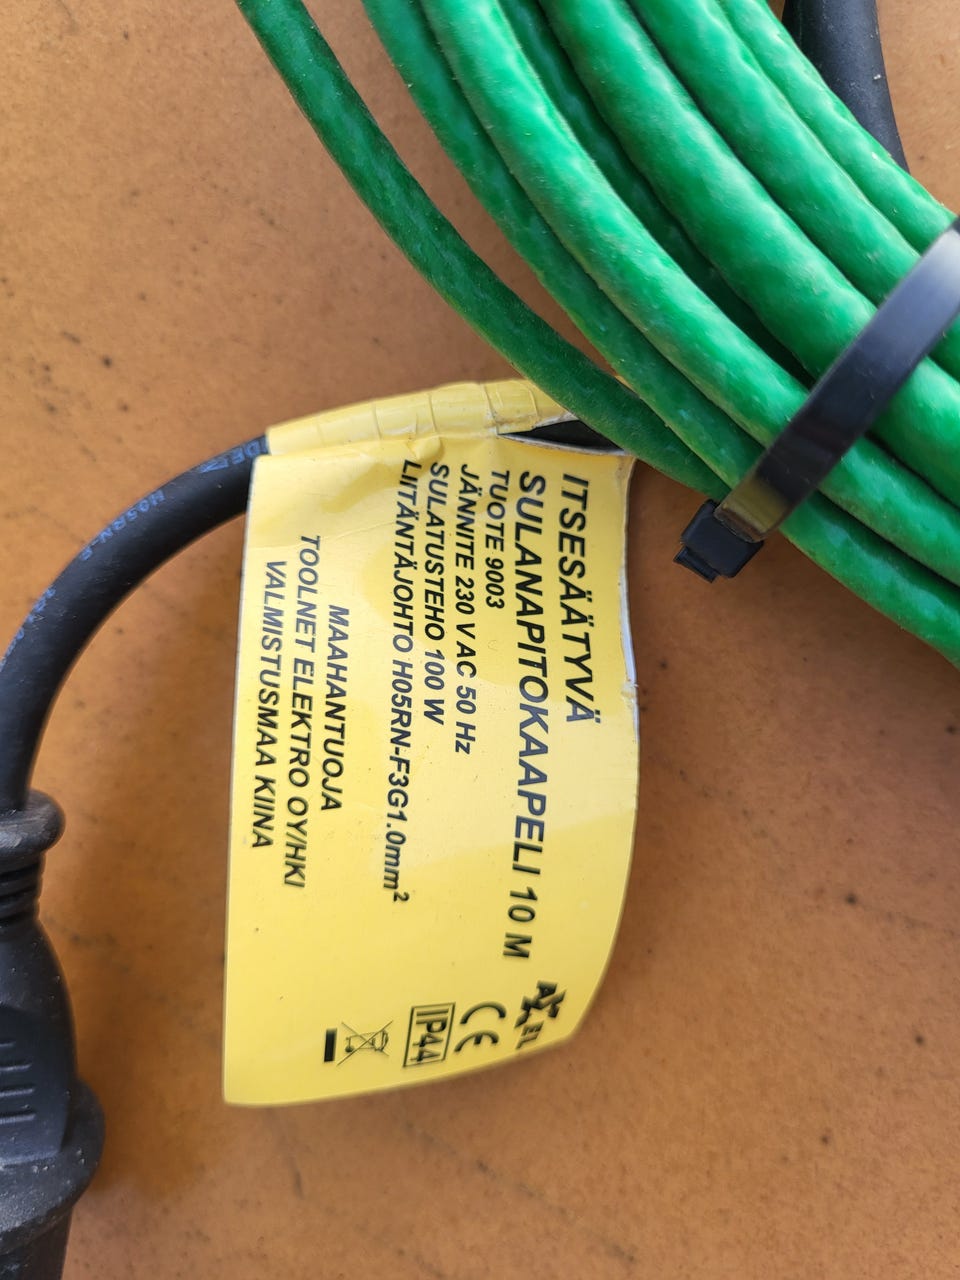 ITSESÄÄTYVÄ
SULANAPITOKAAPELI 10 M
TUOTE 9003
JÄNNITE 230 V AC 50 Hz
SULATUSTEHO 100 W
LIITÄNTÄJOHTO H05RN-F3G1.0mm²
MAAHANTUOJA
TOOLNET ELEKTRO OY/HKI
VALMISTUSMAA KIINA
CE
IP44
H05RN-F